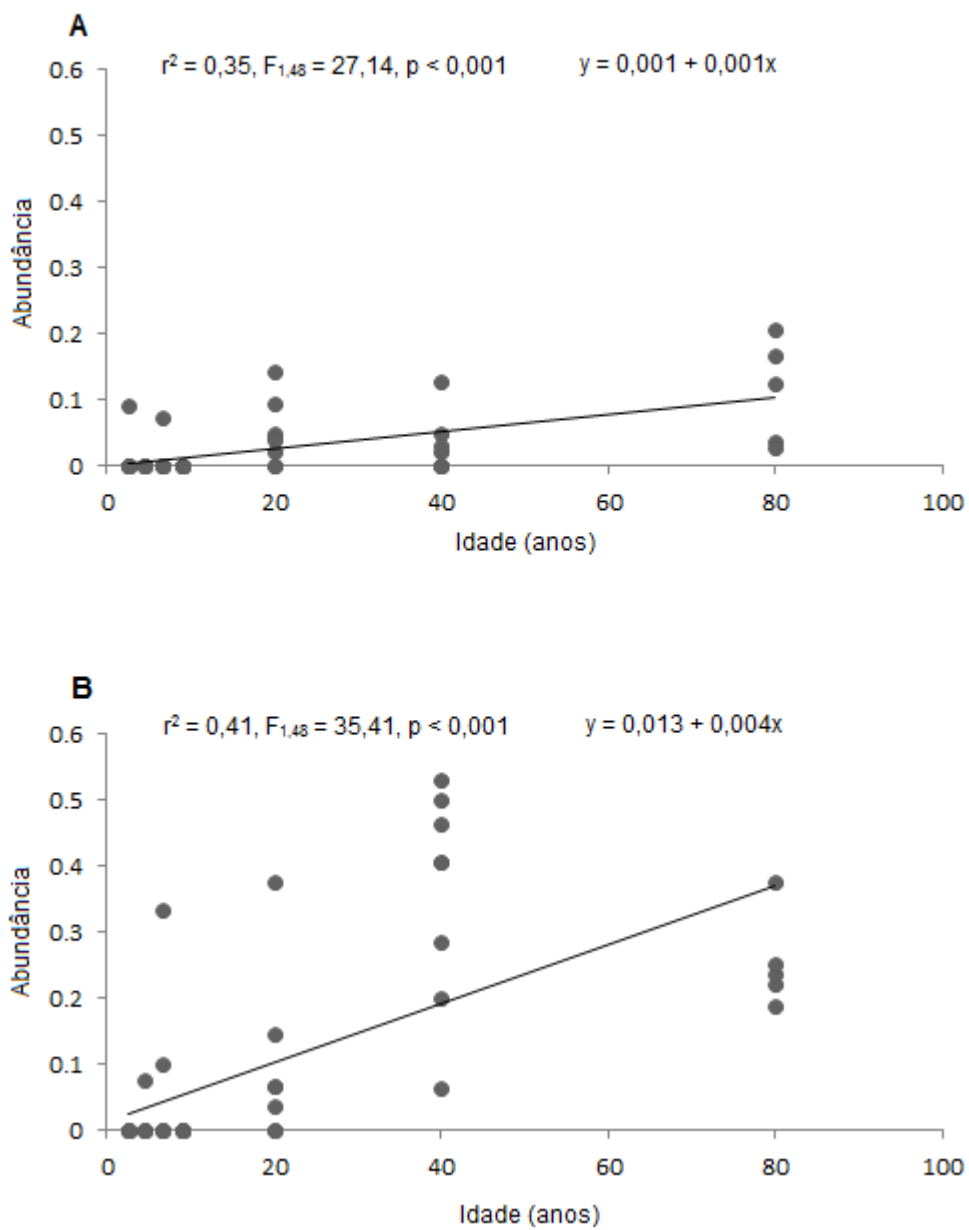 A
r² = 0,35, F₁,₄₈ = 27,14, p < 0,001 y = 0,001 + 0,001x
0.6
0.5
0.4
0.3
0.2
0.1
0
Abundância
0 20 40 60 80 100
Idade (anos)
B
r² = 0,41, F₁,₄₈ = 35,41, p < 0,001 y = 0,013 + 0,004x
0.6
0.5
0.4
0.3
0.2
0.1
0
Abundância
0 20 40 60 80 100
Idade (anos)